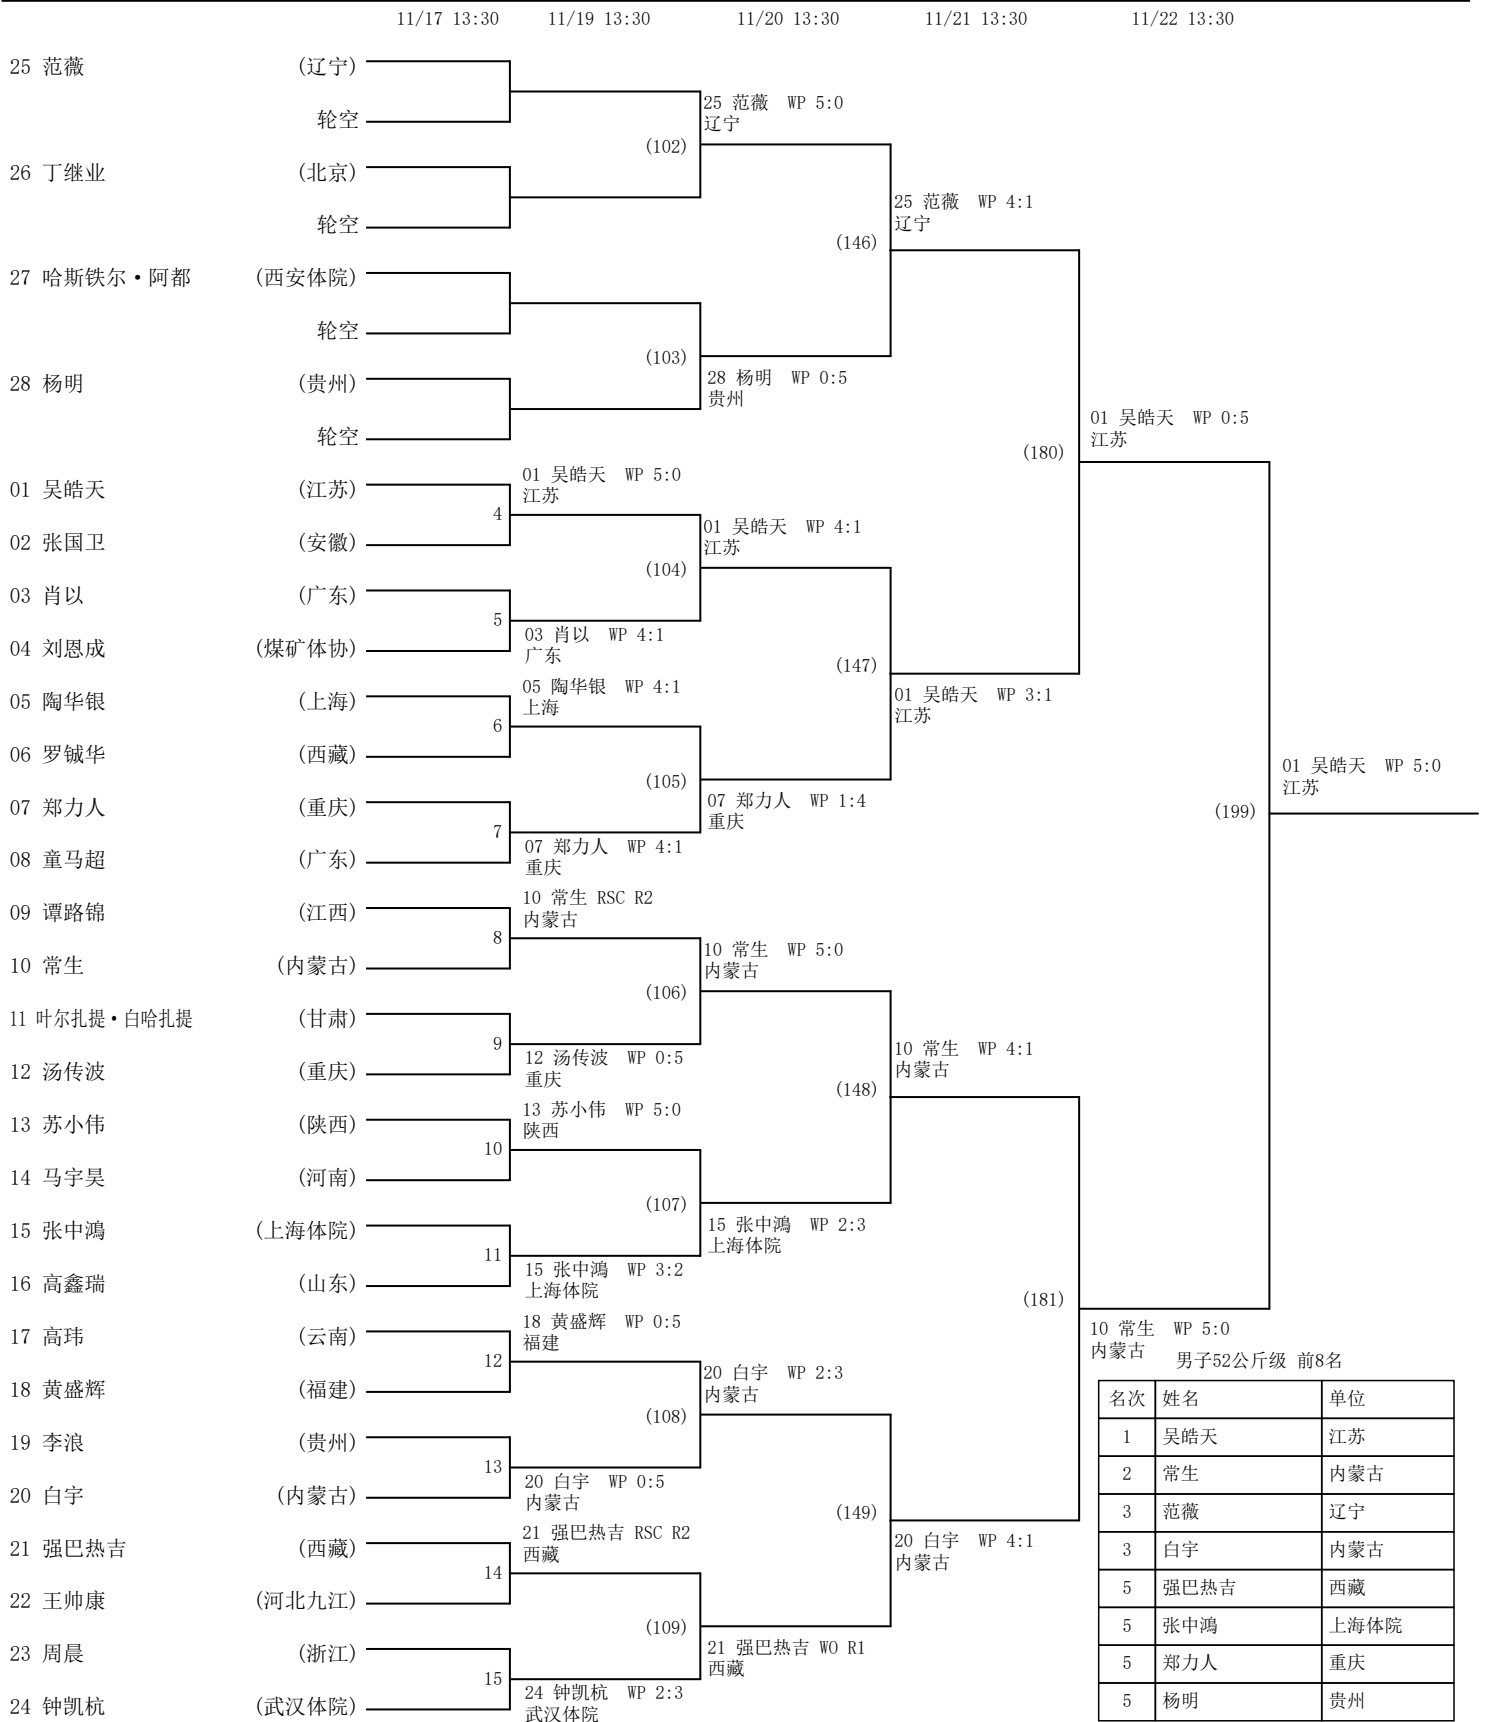 11/17 13:30 11/19 13:30 11/20 13:30 11/21 13:30 11/22 13:30
25 范薇 (辽宁)
轮空
26 丁继业 (北京)
轮空
27 哈斯铁尔·阿都 (西安体院)
轮空
28 杨明 (贵州)
轮空
01 吴皓天 (江苏)
02 张国卫 (安徽)
03 肖以 (广东)
04 刘恩成 (煤矿体协)
05 陶华银 (上海)
06 罗铖华 (西藏)
07 郑力人 (重庆)
08 童马超 (广东)
09 谭路锦 (江西)
10 常生 (内蒙古)
11 叶尔扎提·白哈扎提 (甘肃)
12 汤传波 (重庆)
13 苏小伟 (陕西)
14 马宇昊 (河南)
15 张中鴻 (上海体院)
16 高鑫瑞 (山东)
17 高玮 (云南)
18 黄盛辉 (福建)
19 李浪 (贵州)
20 白宇 (内蒙古)
21 强巴热吉 (西藏)
22 王帅康 (河北九江)
23 周晨 (浙江)
24 钟凯杭 (武汉体院)
4
01 吴皓天 WP 5:0
江苏
5
03 肖以 WP 4:1
广东
6
05 陶华银 WP 4:1
上海
7
07 郑力人 WP 4:1
重庆
8
10 常生 RSC R2
内蒙古
9
12 汤传波 WP 0:5
重庆
10
13 苏小伟 WP 5:0
陕西
11
15 张中鴻 WP 3:2
上海体院
12
18 黄盛辉 WP 0:5
福建
13
20 白宇 WP 0:5
内蒙古
14
21 强巴热吉 RSC R2
西藏
15
24 钟凯杭 WP 2:3
武汉体院
(102)
25 范薇 WP 5:0
辽宁
(103)
28 杨明 WP 0:5
贵州
(104)
01 吴皓天 WP 4:1
江苏
(105)
07 郑力人 WP 1:4
重庆
(106)
10 常生 WP 5:0
内蒙古
(107)
15 张中鴻 WP 2:3
上海体院
(108)
20 白宇 WP 2:3
内蒙古
(109)
21 强巴热吉 WO R1
西藏
(146)
25 范薇 WP 4:1
辽宁
(147)
01 吴皓天 WP 3:1
江苏
(148)
10 常生 WP 4:1
内蒙古
(149)
20 白宇 WP 4:1
内蒙古
(180)
01 吴皓天 WP 0:5
江苏
(181)
10 常生 WP 5:0
内蒙古
(199)
01 吴皓天 WP 5:0
江苏
男子52公斤级 前8名
名次 姓名 单位
1 吴皓天 江苏
2 常生 内蒙古
3 范薇 辽宁
3 白宇 内蒙古
5 强巴热吉 西藏
5 张中鴻 上海体院
5 郑力人 重庆
5 杨明 贵州